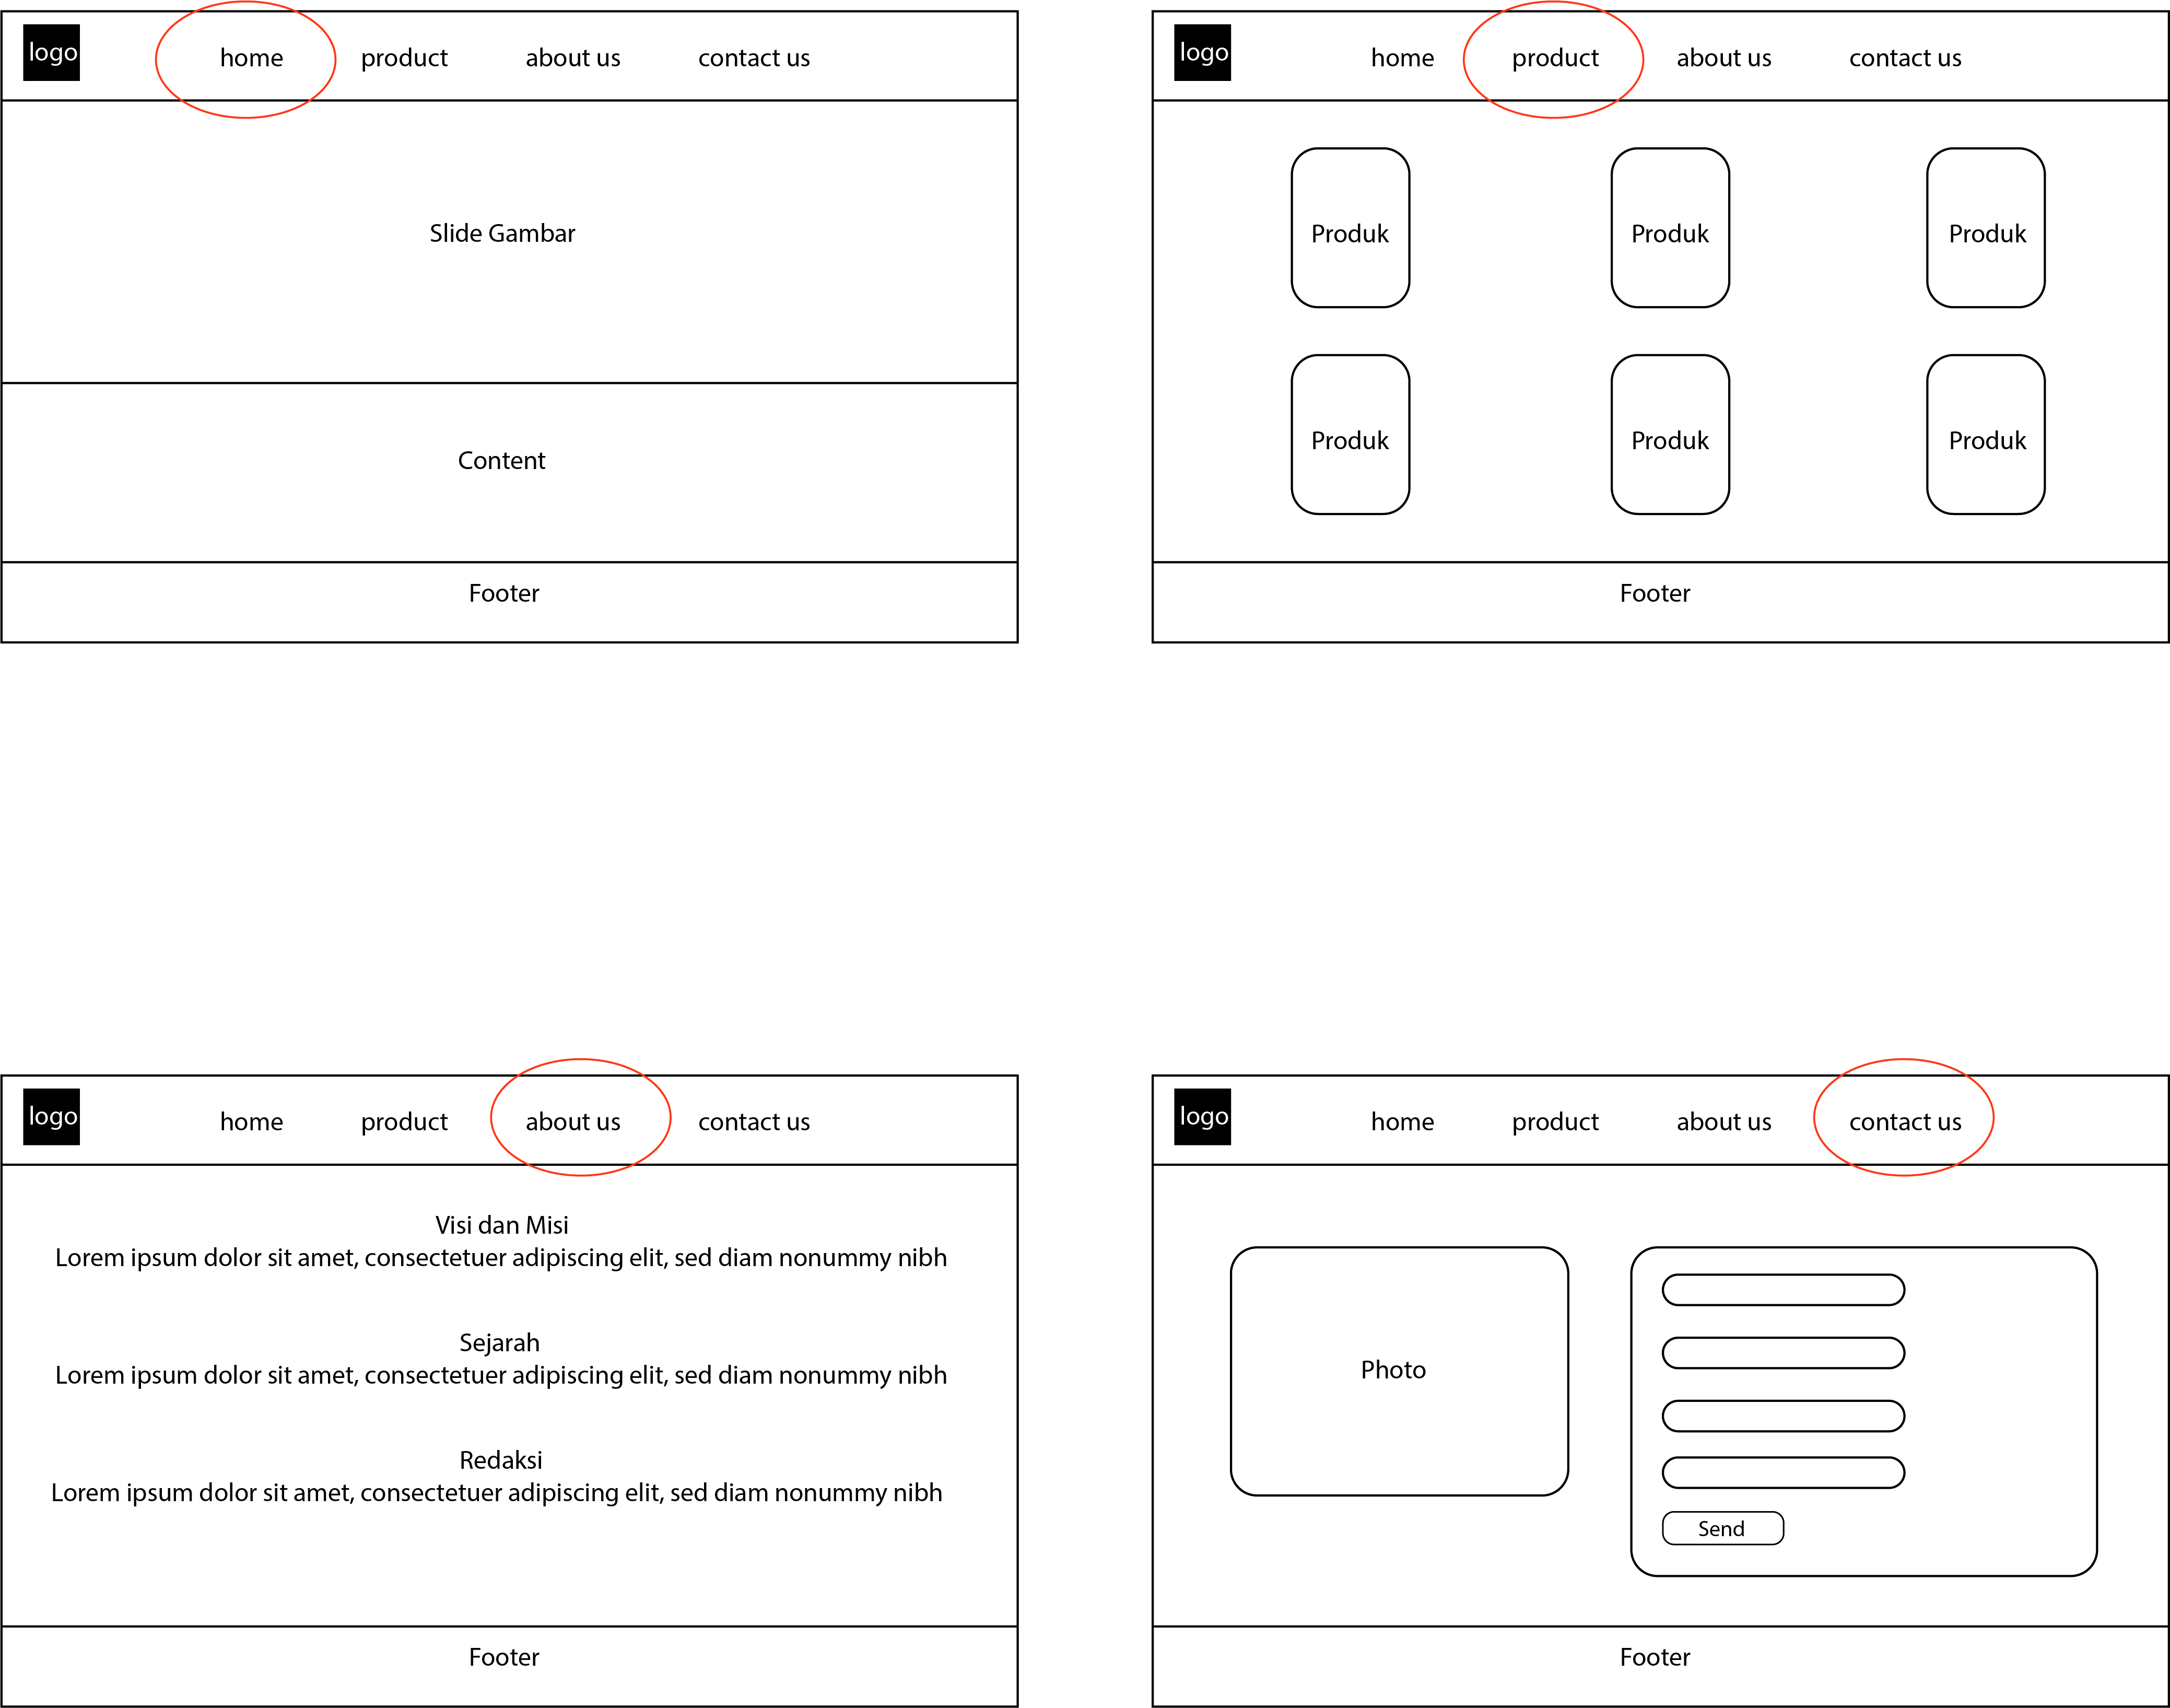 logo
home product about us contact us
Slide Gambar
Content
Footer
logo
home product about us contact us
Produk Produk Produk
Produk Produk Produk
Footer
logo
home product about us contact us
Visi dan Misi
Lorem ipsum dolor sit amet, consectetuer adipiscing elit, sed diam nonummy nibh
Sejarah
Lorem ipsum dolor sit amet, consectetuer adipiscing elit, sed diam nonummy nibh
Redaksi
Lorem ipsum dolor sit amet, consectetuer adipiscing elit, sed diam nonummy nibh
Footer
logo
home product about us contact us
Photo
Send
Footer